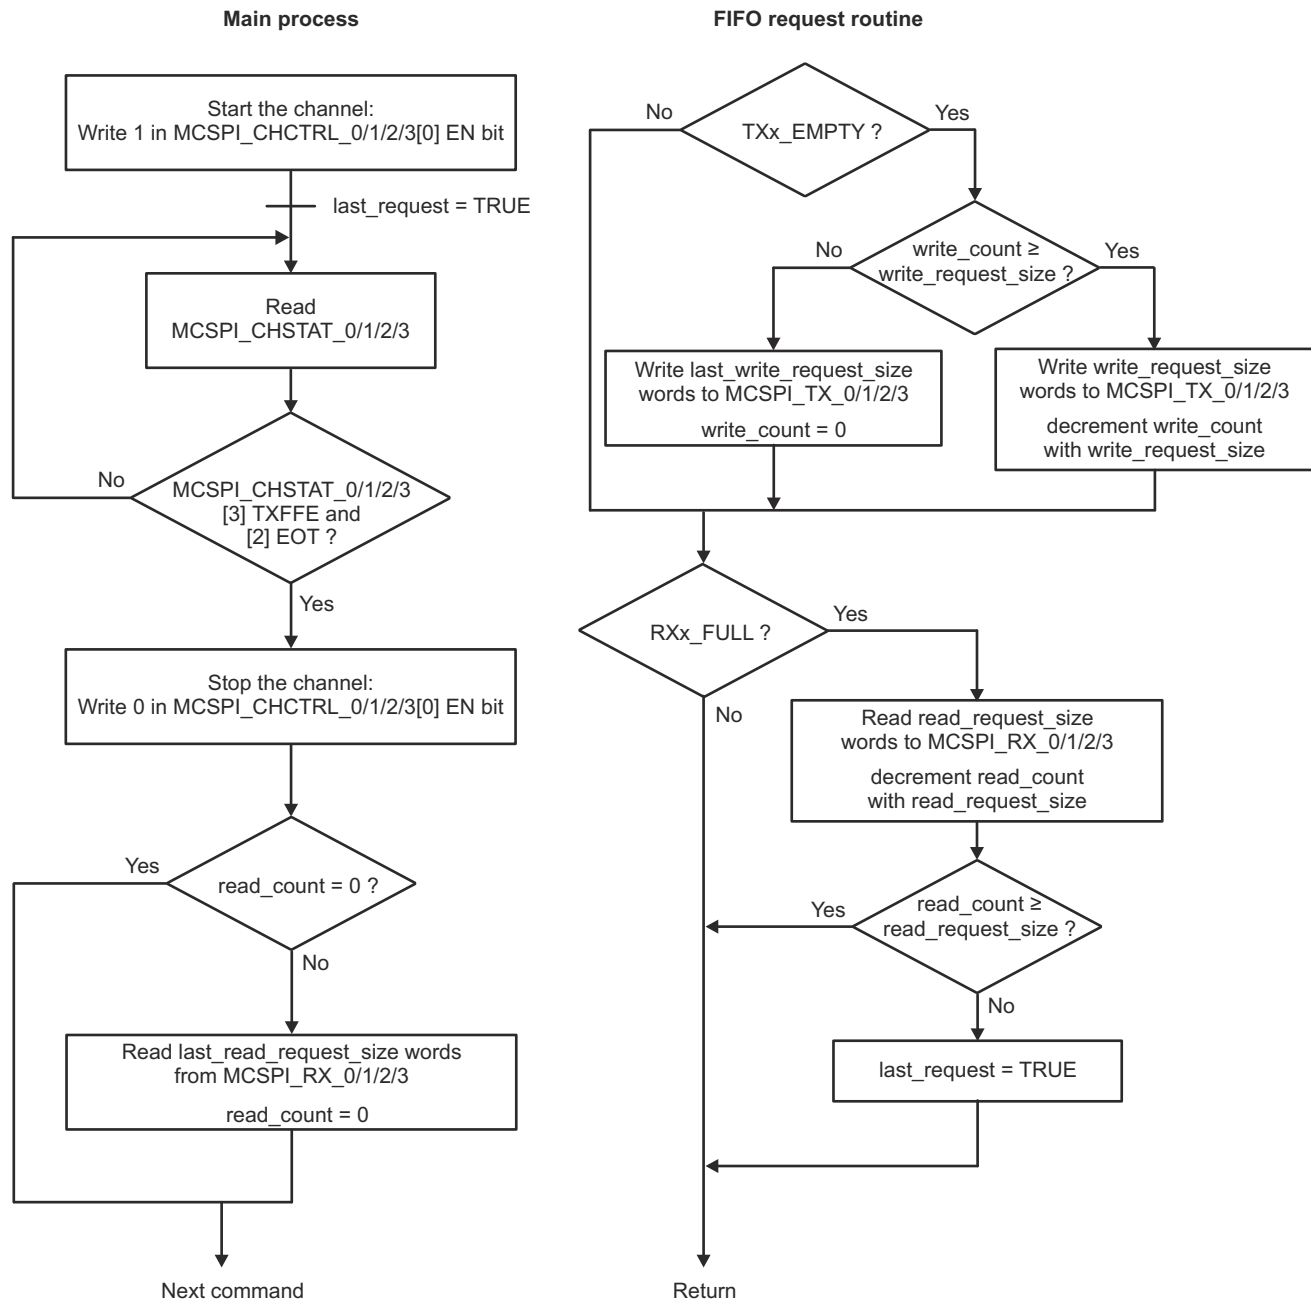 Main process
Start the channel:
Write 1 in MCSPI_CHCTRL_0/1/2/3[0] EN bit
last_request = TRUE
Read
MCSPI_CHSTAT_0/1/2/3
No
MCSPI_CHSTAT_0/1/2/3
[3] TXFFE and
[2] EOT ?
Yes
Stop the channel:
Write 0 in MCSPI_CHCTRL_0/1/2/3[0] EN bit
Yes
read_count = 0 ?
No
Read last_read_request_size words
from MCSPI_RX_0/1/2/3
read_count = 0
Next command
FIFO request routine
No
TXx_EMPTY ?
Yes
No
write_count ≥
write_request_size ?
Yes
Write last_write_request_size
words to MCSPI_TX_0/1/2/3
write_count = 0
Write write_request_size
words to MCSPI_TX_0/1/2/3
decrement write_count
with write_request_size
RXx_FULL ?
Yes
No
Read read_request_size
words to MCSPI_RX_0/1/2/3
decrement read_count
with read_request_size
Yes
read_count ≥
read_request_size ?
No
last_request = TRUE
Return